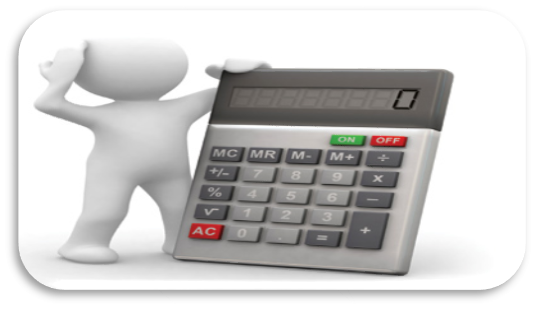 0
ON OFF
MC MR M- M+ ÷
+/- 7 8 9 x
% 4 5 6 –
√ 1 2 3
AC 0 . = +